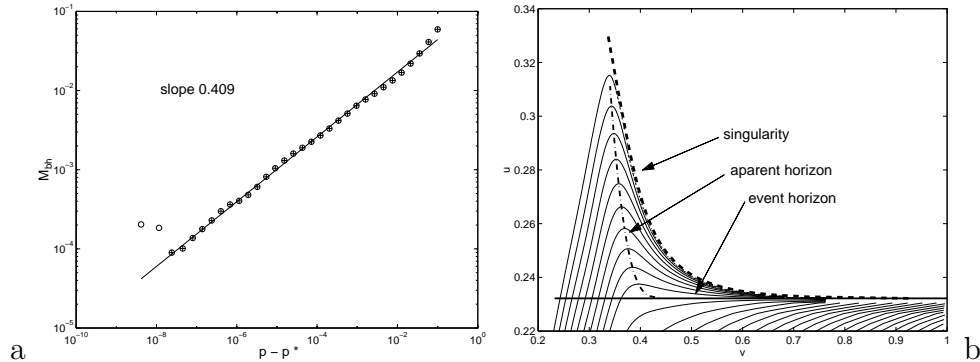 10⁻¹
10⁻²
10⁻³
10⁻⁴
10⁻⁵
M_bh
slope 0.409
10⁻¹⁰
10⁻⁸
10⁻⁶
10⁻⁴
10⁻²
10⁰
p − p *
a
0.34
0.32
0.3
0.28
0.26
0.24
0.22
u
singularity
apparent horizon
event horizon
0.2
0.3
0.4
0.5
0.6
0.7
0.8
0.9
1
v
b